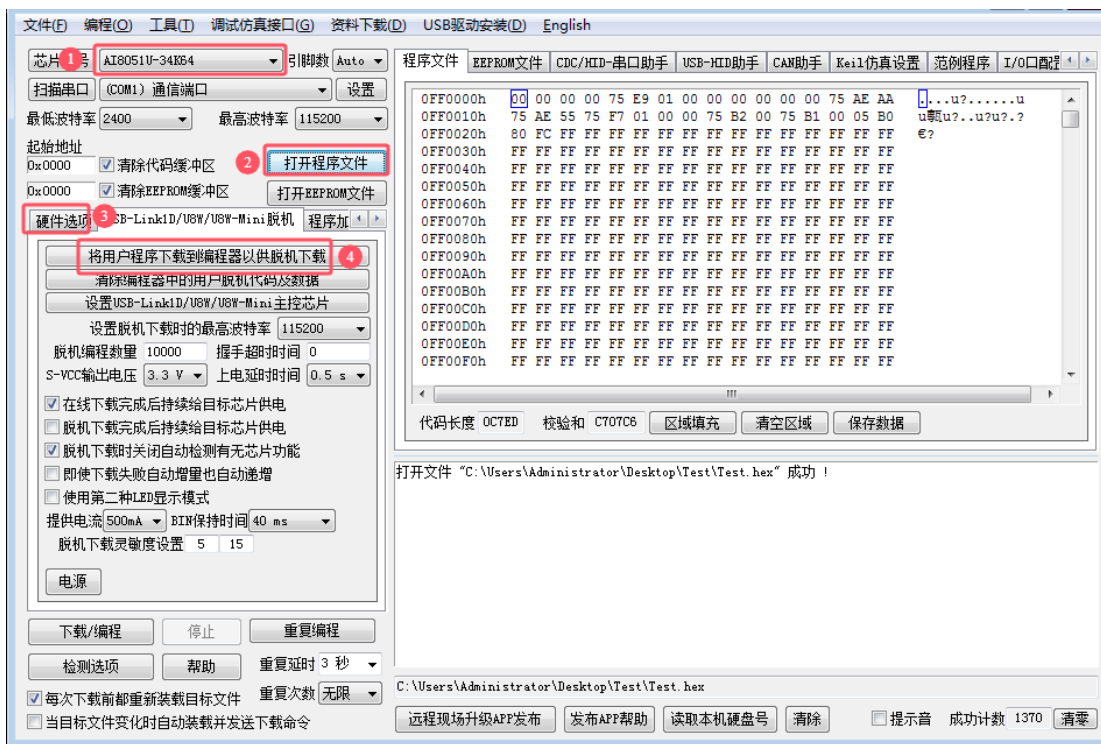 文件(F) 编程(O) 工具(T) 调试仿真接口(G) 资料下载(D) USB驱动安装(D) English
芯片 1 号 AI8051U-34K64 引脚数 Auto
扫描串口 (COM1) 通信端口 设置
最低波特率 2400 最高波特率 115200
起始地址
0x0000 清除代码缓冲区 2 打开程序文件
0x0000 清除EEPROM缓冲区 打开EEPROM文件
硬件选项 3 SB-Link1D/U8W/U8W-Mini脱机 程序加
将用户程序下载到编程器以供脱机下载 4
清除编程器中的用户脱机代码及数据
设置USB-Link1D/U8W/U8W-Mini主控芯片
设置脱机下载时的最高波特率 115200
脱机编程数量 10000 握手超时时间 0
S-VCC输出电压 3.3 V 上电延时时间 0.5 s
在线下载完成后持续给目标芯片供电
脱机下载完成后持续给目标芯片供电
脱机下载时关闭自动检测有无芯片功能
即使下载失败自动增量也自动递增
使用第二种LED显示模式
提供电流 500mA BIN保持时间 40 ms
脱机下载灵敏度设置 5 15
电源
下载/编程 停止 重复编程
检测选项 帮助 重复延时 3 秒
每次下载前都重新装载目标文件 重复次数 无限
当目标文件变化时自动装载并发送下载命令
程序文件 EEPROM文件 CDC/HID-串口助手 USB-HID助手 CAN助手 Keil仿真设置 范例程序 I/O口配置
0FF0000h 00 00 00 00 75 E9 01 00 00 00 00 00 00 75 AE AA ....u?......u
0FF0010h 75 AE 55 75 F7 01 00 00 75 B2 00 75 B1 00 05 B0 u甊u?..u?u?.?
0FF0020h 80 FC FF FF FF FF FF FF FF FF FF FF FF FF FF FF €?
0FF0030h FF FF FF FF FF FF FF FF FF FF FF FF FF FF FF FF
0FF0040h FF FF FF FF FF FF FF FF FF FF FF FF FF FF FF FF
0FF0050h FF FF FF FF FF FF FF FF FF FF FF FF FF FF FF FF
0FF0060h FF FF FF FF FF FF FF FF FF FF FF FF FF FF FF FF
0FF0070h FF FF FF FF FF FF FF FF FF FF FF FF FF FF FF FF
0FF0080h FF FF FF FF FF FF FF FF FF FF FF FF FF FF FF FF
0FF0090h FF FF FF FF FF FF FF FF FF FF FF FF FF FF FF FF
0FF00A0h FF FF FF FF FF FF FF FF FF FF FF FF FF FF FF FF
0FF00B0h FF FF FF FF FF FF FF FF FF FF FF FF FF FF FF FF
0FF00C0h FF FF FF FF FF FF FF FF FF FF FF FF FF FF FF FF
0FF00D0h FF FF FF FF FF FF FF FF FF FF FF FF FF FF FF FF
0FF00E0h FF FF FF FF FF FF FF FF FF FF FF FF FF FF FF FF
0FF00F0h FF FF FF FF FF FF FF FF FF FF FF FF FF FF FF FF
代码长度 0C7ED 校验和 C707C6 区域填充 清空区域 保存数据
打开文件 "C:\Users\Administrator\Desktop\Test\Test.hex" 成功 !
C:\Users\Administrator\Desktop\Test\Test.hex
远程现场升级APP发布 发布APP帮助 读取本机硬盘号 清除 提示音 成功计数 1370 清零